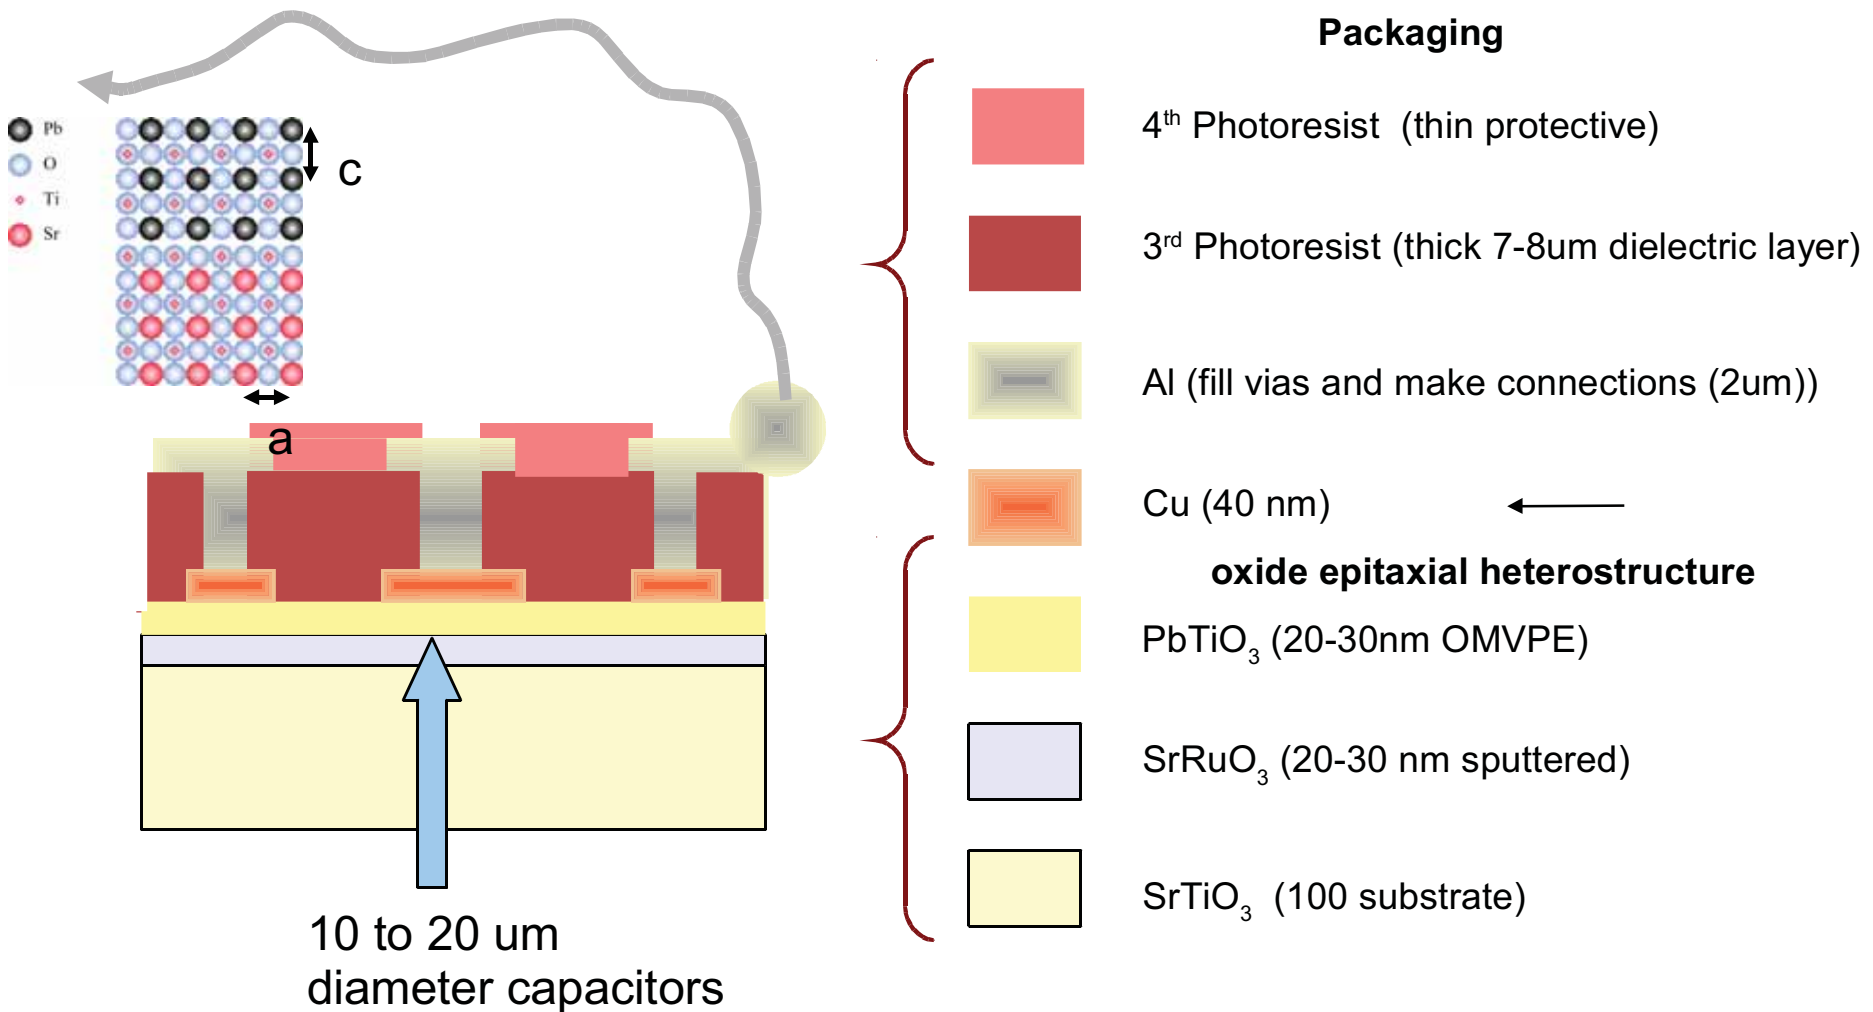 Packaging
4th Photoresist (thin protective)
3rd Photoresist (thick 7-8um dielectric layer)
Al (fill vias and make connections (2um))
Cu (40 nm)
oxide epitaxial heterostructure
PbTiO3 (20-30nm OMVPE)
SrRuO3 (20-30 nm sputtered)
SrTiO3 (100 substrate)
Pb
O
Ti
Sr
c
a
10 to 20 um
diameter capacitors